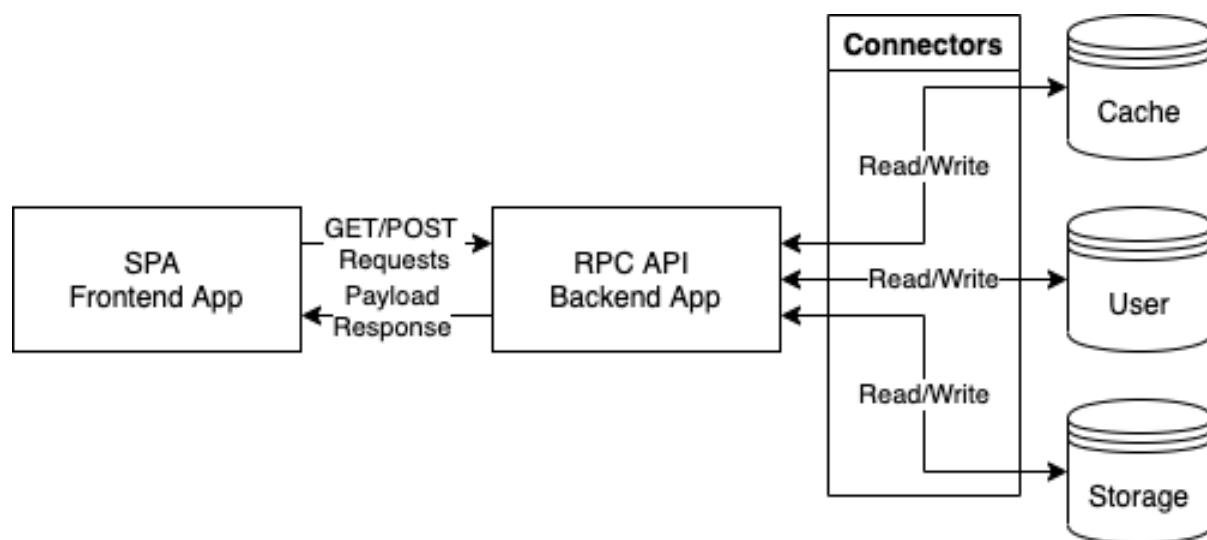 SPA
Frontend App
GET/POST
Requests
Payload
Response
RPC API
Backend App
Connectors
Read/Write
Read/Write
Read/Write
Cache
User
Storage